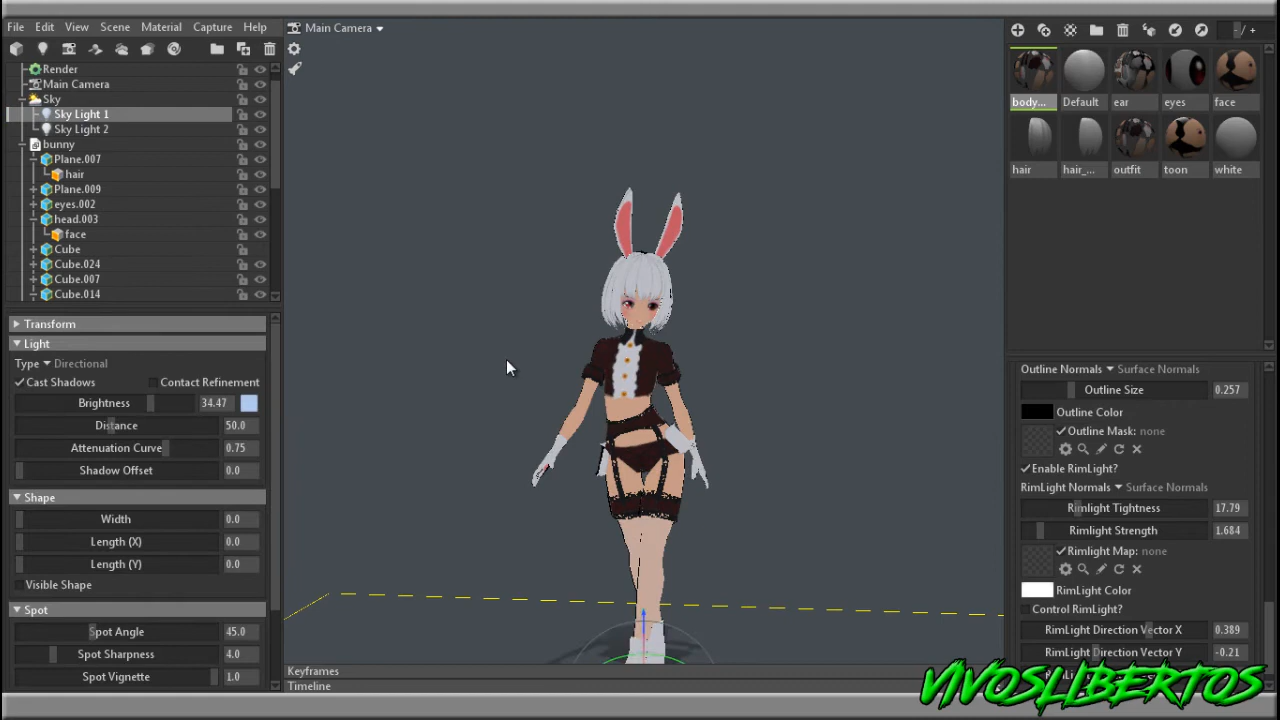 File Edit View Scene Material Capture Help
Main Camera
- / +
Render
Main Camera
Sky
Sky Light 1
Sky Light 2
bunny
Plane.007
hair
Plane.009
eyes.002
head.003
face
Cube
Cube.024
Cube.007
Cube.014
body... Default ear eyes face
hair hair_... outfit toon white
Transform
Light
Type Directional
Cast Shadows Contact Refinement
Brightness 34.47
Distance 50.0
Attenuation Curve 0.75
Shadow Offset 0.0
Shape
Width 0.0
Length (X) 0.0
Length (Y) 0.0
Visible Shape
Spot
Spot Angle 45.0
Spot Sharpness 4.0
Spot Vignette 1.0
Keyframes
Timeline
Outline Normals Surface Normals
Outline Size 0.257
Outline Color
Outline Mask: none
Enable RimLight?
RimLight Normals Surface Normals
Rimlight Tightness 17.79
Rimlight Strength 1.684
Rimlight Map: none
RimLight Color
Control RimLight?
RimLight Direction Vector X 0.389
RimLight Direction Vector Y -0.21
VIVOSLIBERTOS